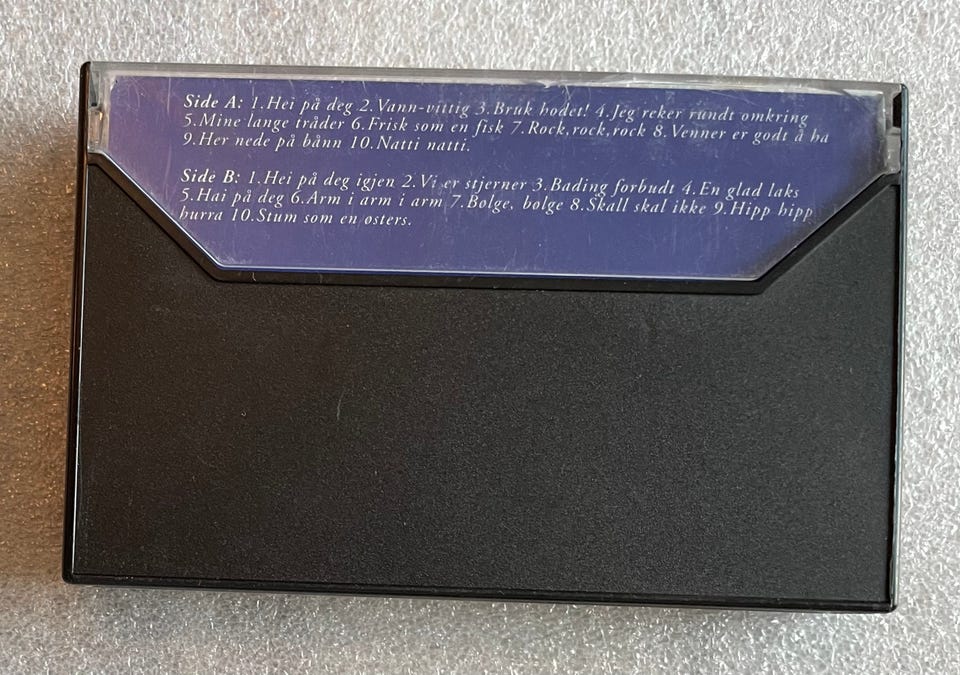 Side A: 1.Hei på deg 2.Vann-vittig 3.Bruk hodet! 4.Jeg reker rundt omkring
5.Mine lange tråder 6.Frisk som en fisk 7.Rock,rock,rock 8.Venner er godt å ha
9.Her nede på bånn 10.Natti natti.
Side B: 1.Hei på deg igjen 2.Vi er stjerner 3.Bading forbudt 4.En glad laks
5.Hai på deg 6.Arm i arm i arm 7.Bølge, bølge 8.Skall skal ikke 9.Hipp hipp
hurra 10.Stum som en østers.